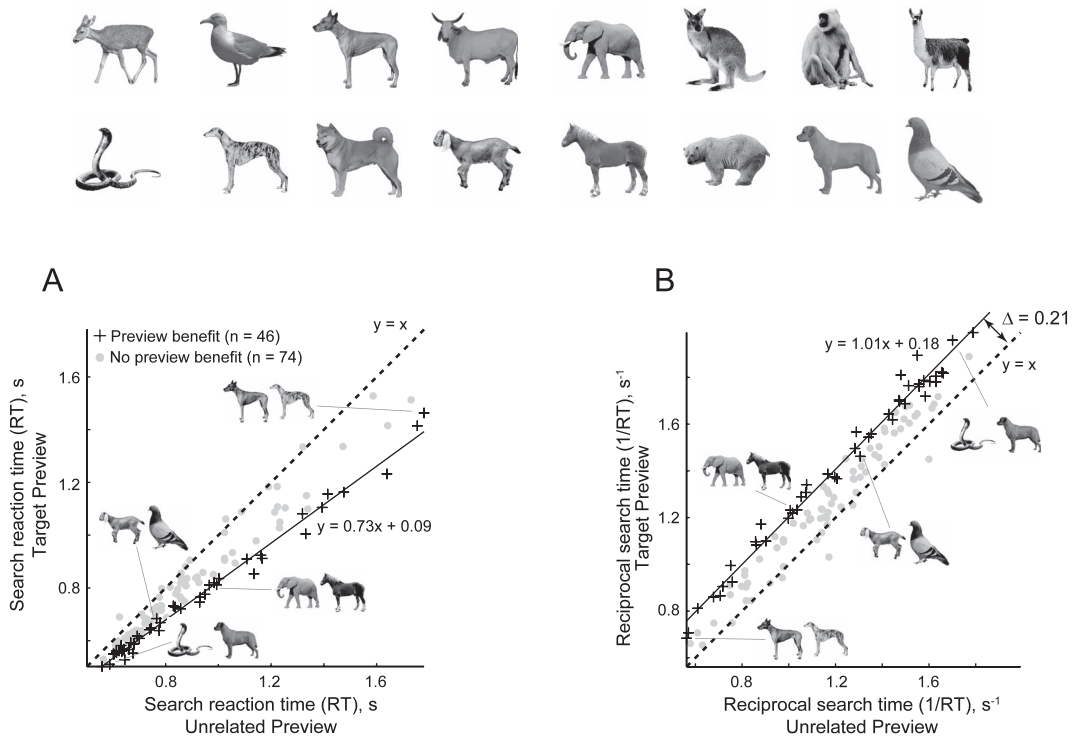 A
B
y = x
Preview benefit (n = 46)
No preview benefit (n = 74)
1.6
1.2
0.8
y = 0.73x + 0.09
Search reaction time (RT), s
Target Preview
0.8
1.2
1.6
Search reaction time (RT), s
Unrelated Preview
Δ = 0.21
y = 1.01x + 0.18
y = x
1.6
1.2
0.8
Reciprocal search time (1/RT), s⁻¹
Target Preview
0.8
1.2
1.6
Reciprocal search time (1/RT), s⁻¹
Unrelated Preview